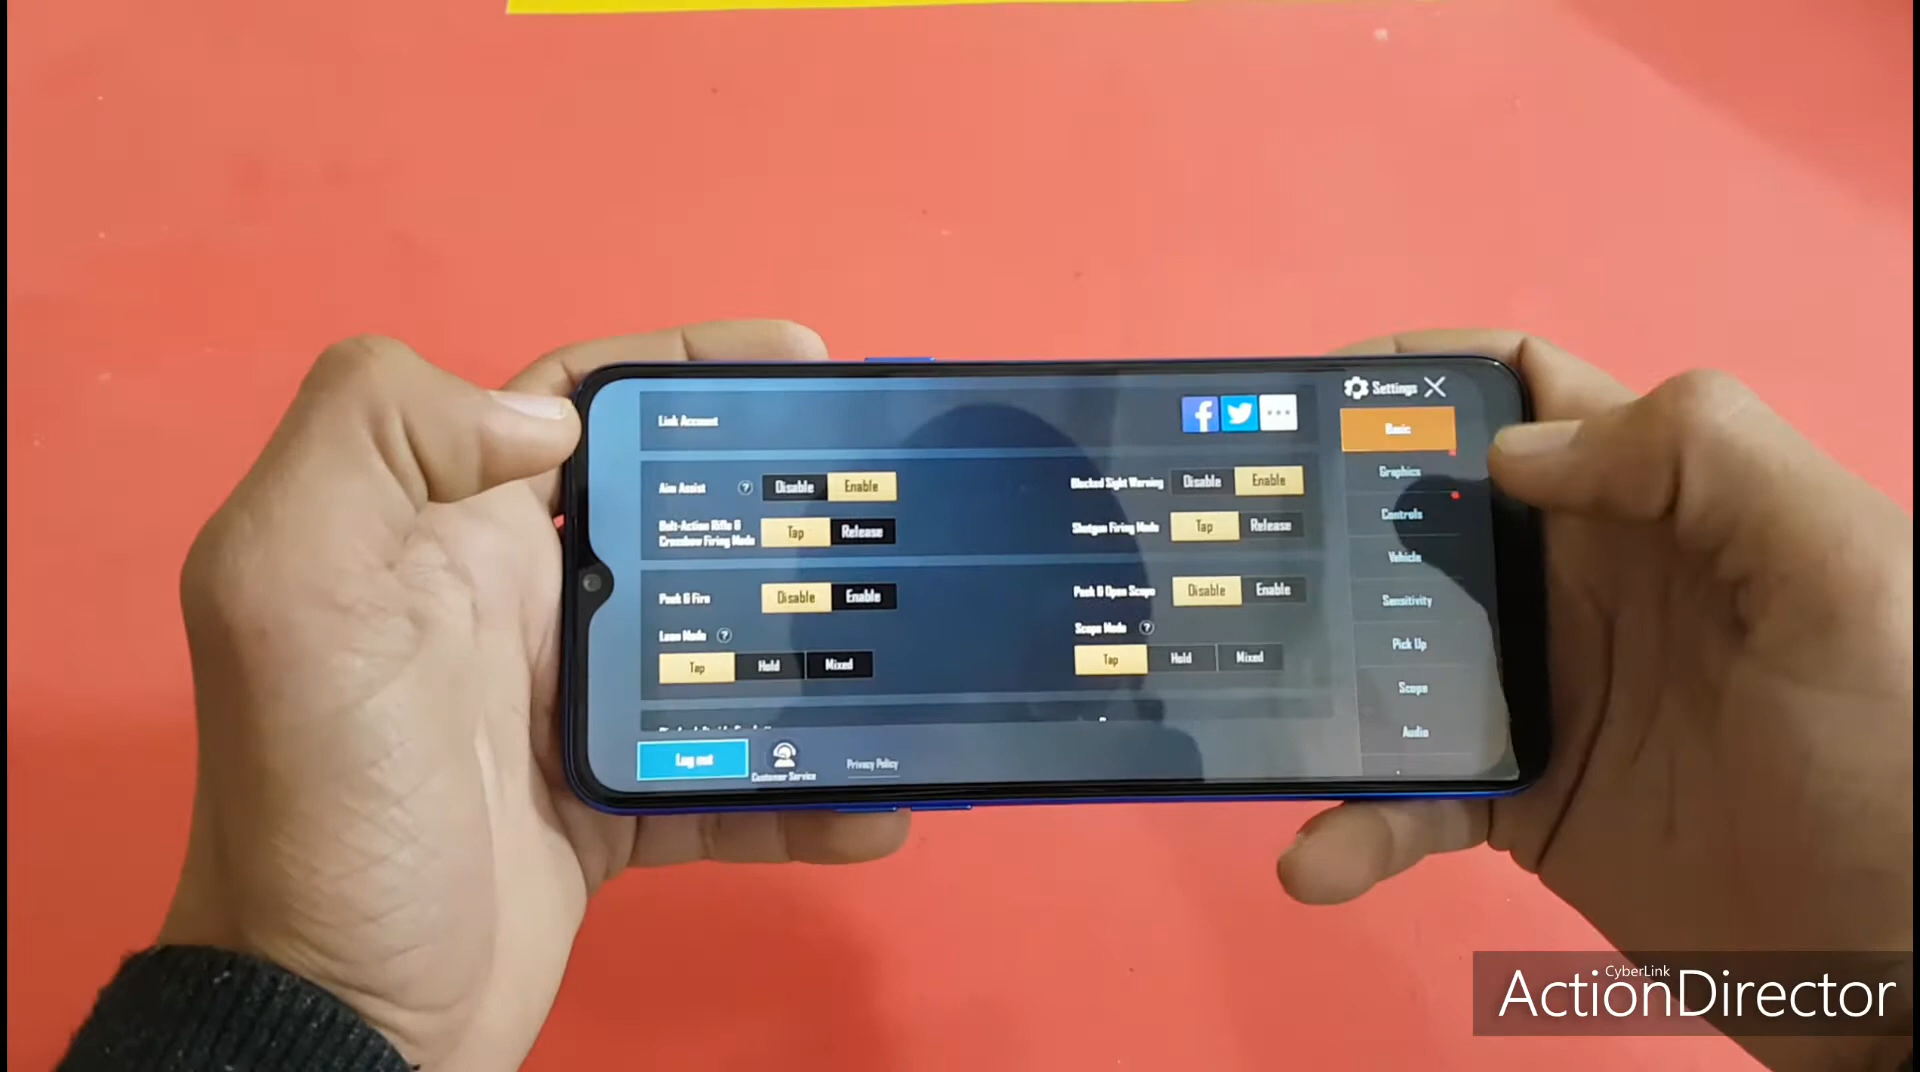 Settings
Link Account
Basic
Aim Assist ? Disable Enable
Blocked Sight Warning Disable Enable
Graphics
Bolt-Action Rifle &
Crossbow Firing Mode Tap Release
Shotgun Firing Mode Tap Release
Controls
Vehicle
Peek & Fire Disable Enable
Peek & Open Scope Disable Enable
Sensitivity
Lean Mode ?
Scope Mode ?
Pick Up
Tap Hold Mixed
Tap Hold Mixed
Scope
Audio
Log out
Customer Service
Privacy Policy
CyberLink
ActionDirector